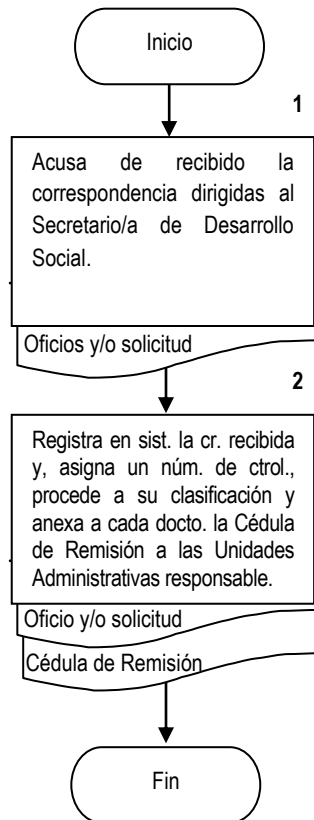 Inicio
1
Acusa de recibido la
correspondencia dirigidas al
Secretario/a de Desarrollo
Social.
Oficios y/o solicitud
2
Registra en sist. la cr. recibida
y, asigna un núm. de ctrol.,
procede a su clasificación y
anexa a cada docto. la Cédula
de Remisión a las Unidades
Administrativas responsable.
Oficio y/o solicitud
Cédula de Remisión
Fin